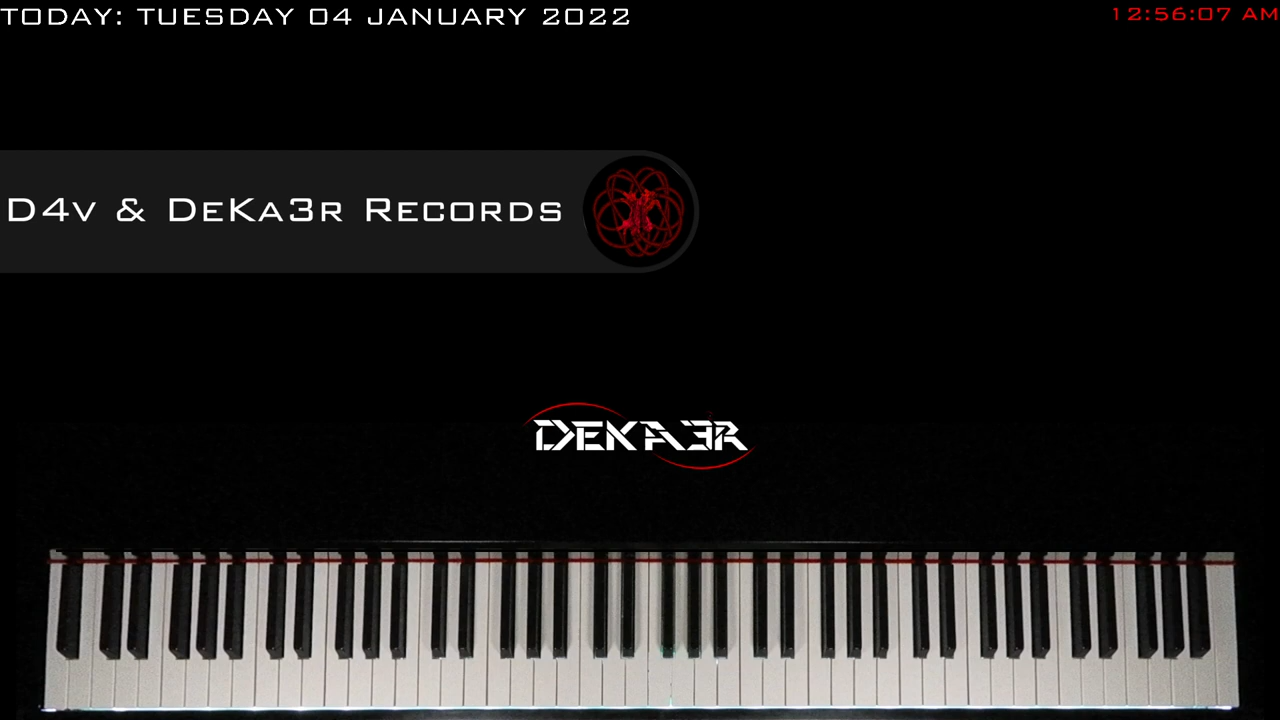 TODAY: TUESDAY 04 JANUARY 2022
12:56:07 AM
D4v & DeKa3r Records
DEKA3R